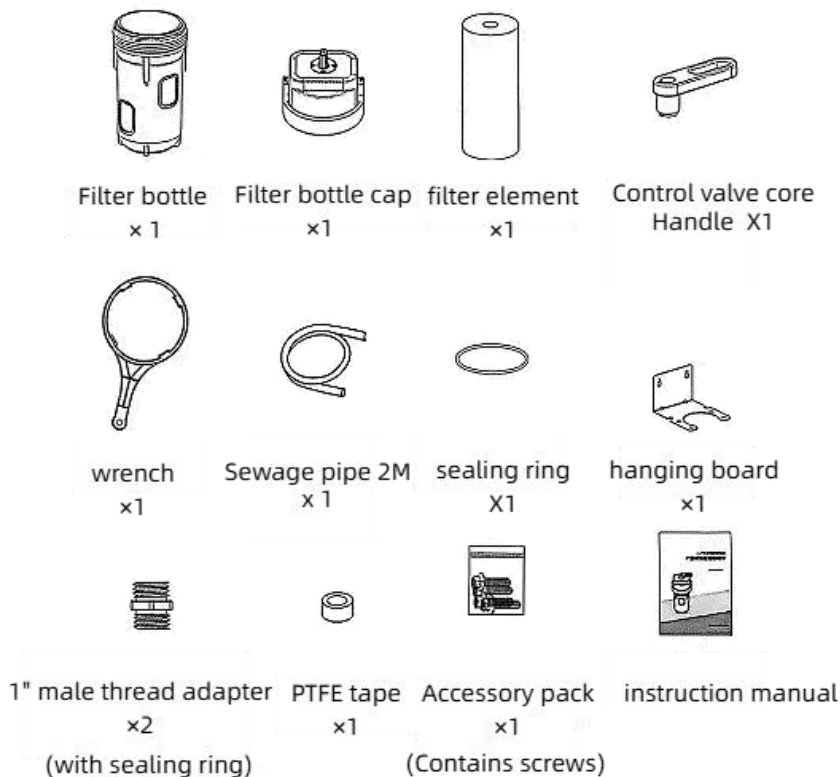 Filter bottle
× 1
Filter bottle cap
×1
filter element
×1
Control valve core
Handle X1
wrench
×1
Sewage pipe 2M
x 1
sealing ring
X1
hanging board
×1
1" male thread adapter
×2
(with sealing ring)
PTFE tape
×1
Accessory pack
×1
(Contains screws)
instruction manual